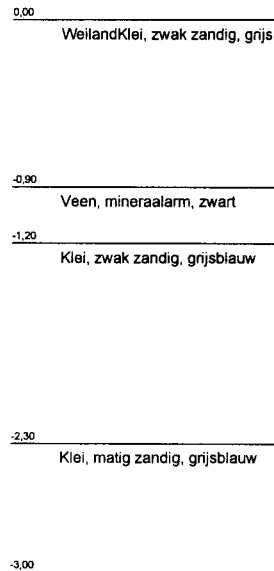 0,00
WeilandKlei, zwak zandig, grijs
-0,90
Veen, mineraalarm, zwart
-1,20
Klei, zwak zandig, grijsblauw
-2,30
Klei, matig zandig, grijsblauw
-3,00